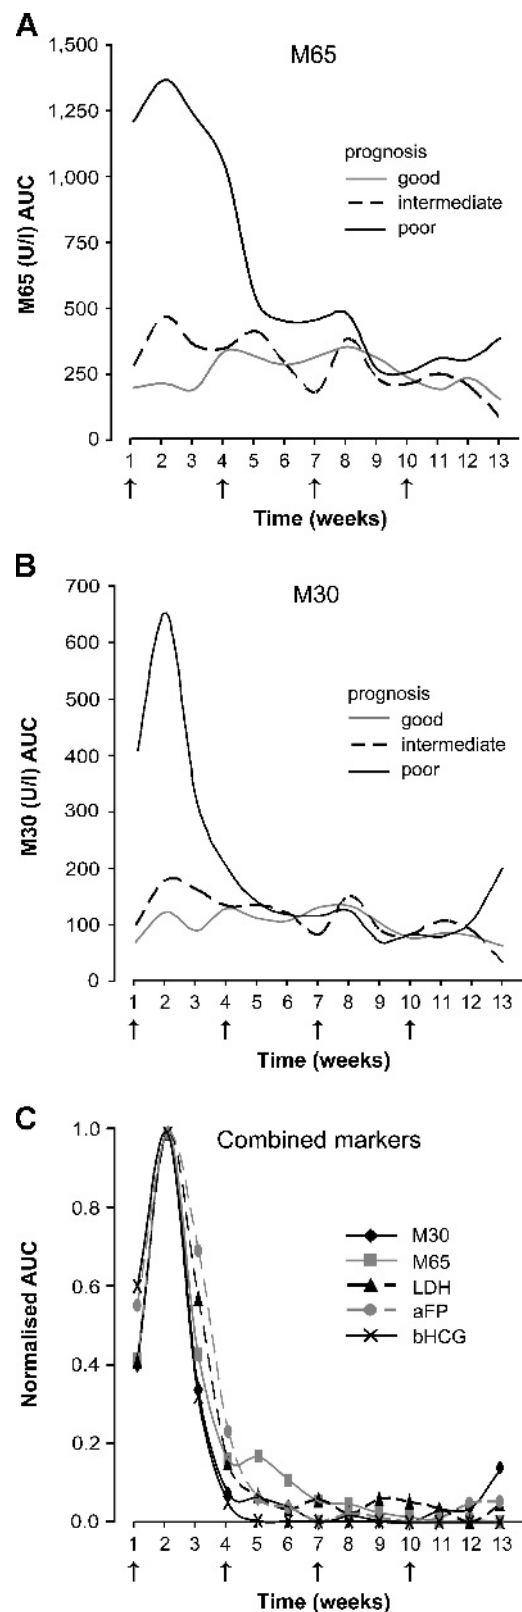 A
M65
1,500
1,250
1,000
750
500
250
0
M65 (U/l) AUC
prognosis
good
intermediate
poor
1 2 3 4 5 6 7 8 9 10 11 12 13
↑ ↑ ↑ ↑
Time (weeks)
B
M30
700
600
500
400
300
200
100
0
M30 (U/l) AUC
prognosis
good
intermediate
poor
1 2 3 4 5 6 7 8 9 10 11 12 13
↑ ↑ ↑ ↑
Time (weeks)
C
Combined markers
1.0
0.8
0.6
0.4
0.2
0.0
Normalised AUC
M30
M65
LDH
aFP
bHCG
1 2 3 4 5 6 7 8 9 10 11 12 13
↑ ↑ ↑ ↑
Time (weeks)